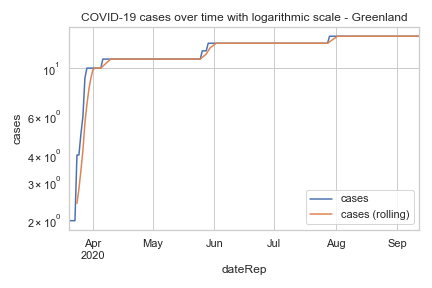 COVID-19 cases over time with logarithmic scale - Greenland
10¹
6 × 10⁰
4 × 10⁰
3 × 10⁰
2 × 10⁰
cases
cases
cases (rolling)
Apr
2020
May
Jun
Jul
Aug
Sep
dateRep